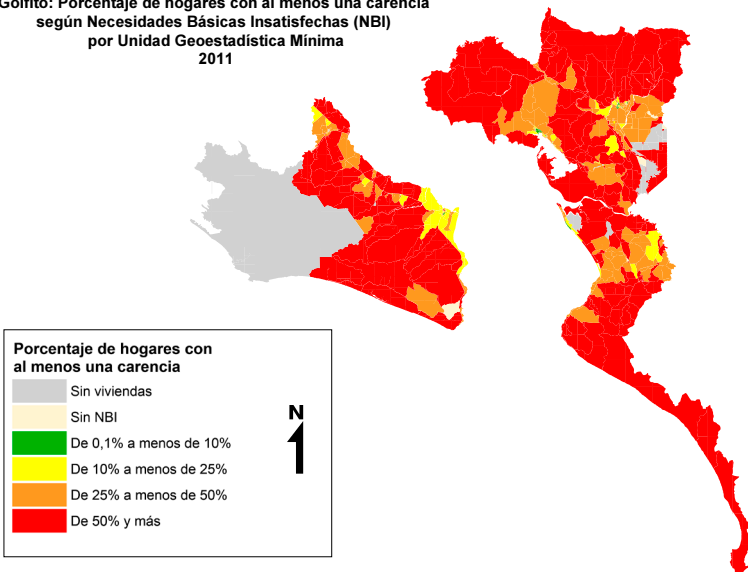 Golfito: Porcentaje de hogares con al menos una carencia
según Necesidades Básicas Insatisfechas (NBI)
por Unidad Geoestadística Mínima
2011
Porcentaje de hogares con
al menos una carencia
Sin viviendas
Sin NBI
De 0,1% a menos de 10%
De 10% a menos de 25%
De 25% a menos de 50%
De 50% y más
N